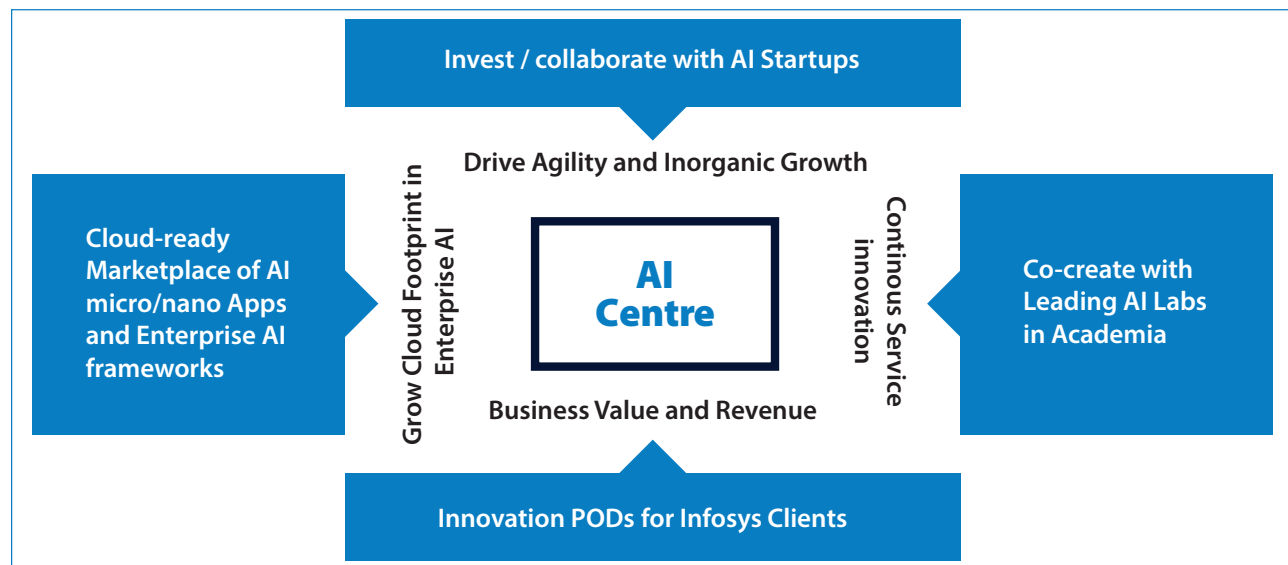 Invest / collaborate with AI Startups
Drive Agility and Inorganic Growth
Cloud-ready
Marketplace of AI
micro/nano Apps
and Enterprise AI
frameworks
Grow Cloud Footprint in
Enterprise AI
AI
Centre
Continous Service
innovation
Co-create with
Leading AI Labs
in Academia
Business Value and Revenue
Innovation PODs for Infosys Clients